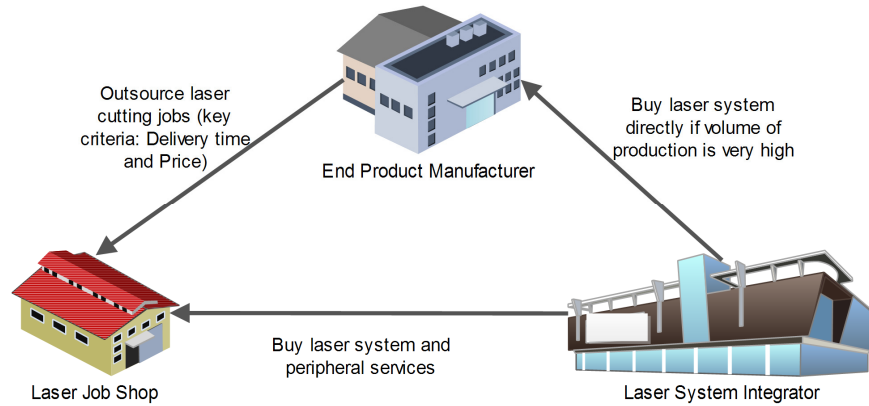 Outsource laser
cutting jobs (key
criteria: Delivery time
and Price)
Buy laser system
directly if volume of
production is very high
End Product Manufacturer
Buy laser system and
peripheral services
Laser Job Shop
Laser System Integrator